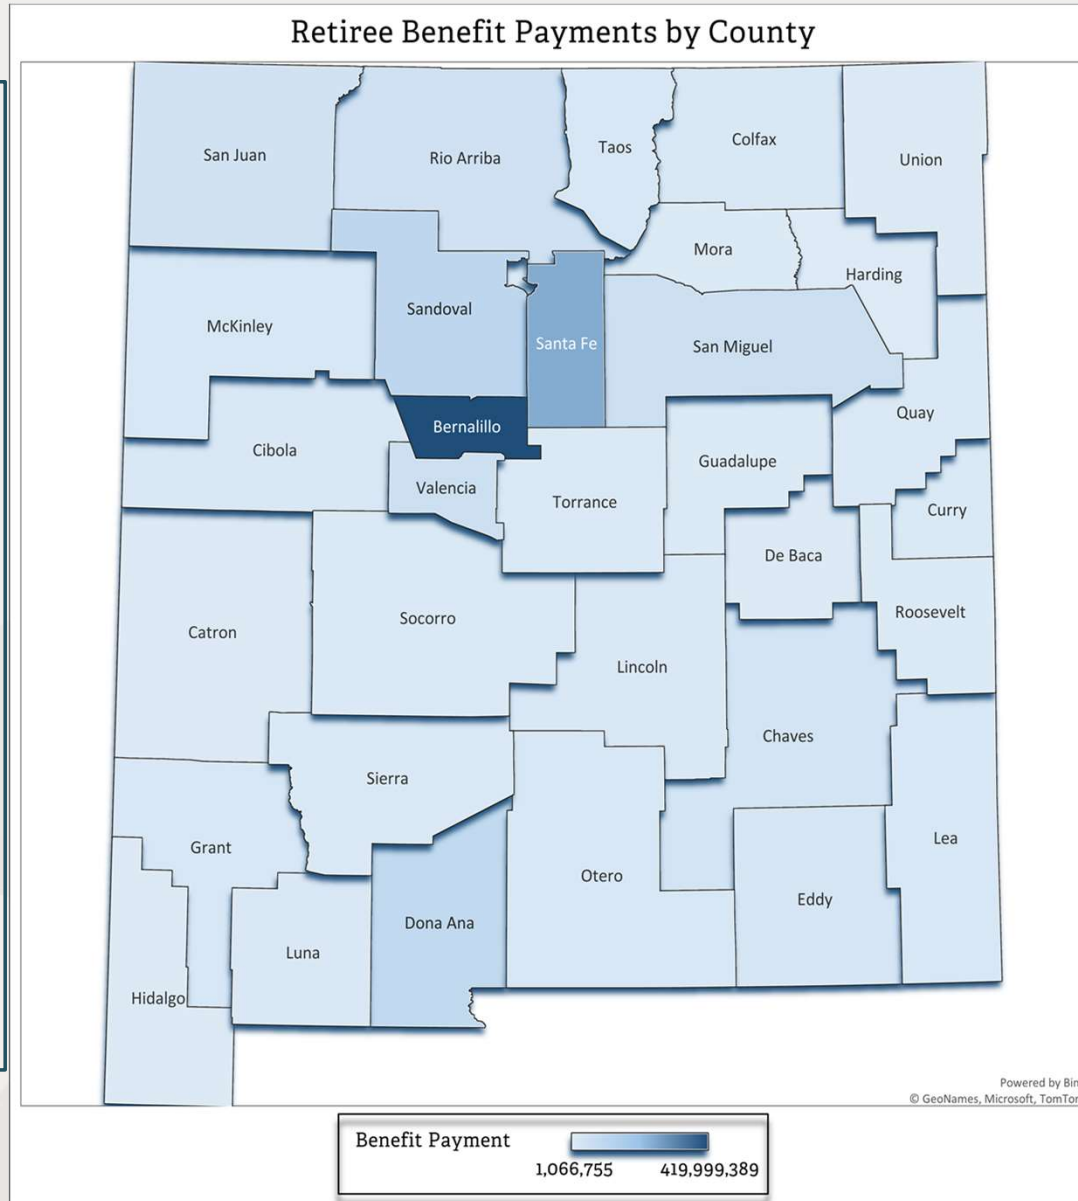 Retiree Benefit Payments by County
San Juan
Rio Arriba
Taos
Colfax
Union
Mora
Harding
McKinley
Sandoval
Santa Fe
San Miguel
Quay
Cibola
Bernalillo
Guadalupe
Valencia
Torrance
Curry
De Baca
Catron
Socorro
Roosevelt
Lincoln
Chaves
Sierra
Grant
Lea
Otero
Eddy
Dona Ana
Luna
Hidalgo
Powered by Bin
© GeoNames, Microsoft, TomTom
Benefit Payment
1,066,755 419,999,389